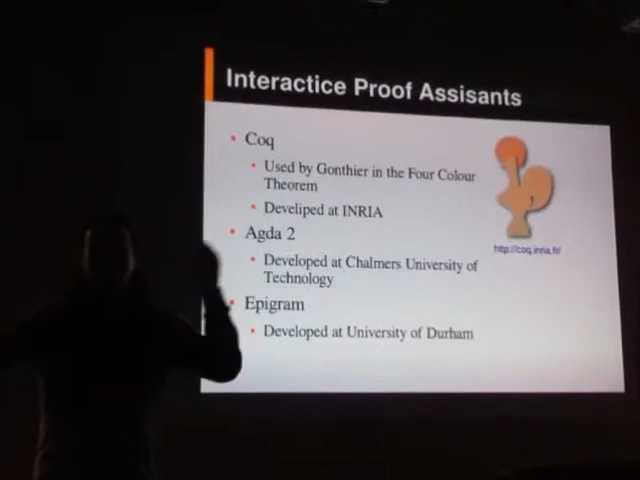 Interactice Proof Assisants
Coq
Used by Gonthier in the Four Colour
Theorem
Develiped at INRIA
Agda 2
Developed at Chalmers University of
Technology
Epigram
Developed at University of Durham
http://coq.inria.fr/